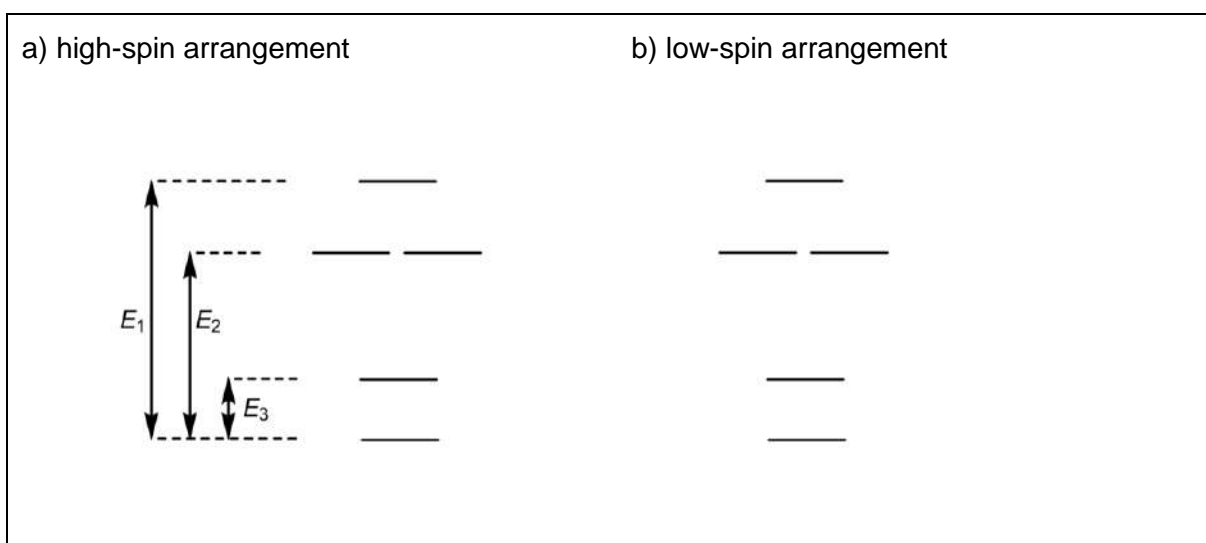 a) high-spin arrangement
b) low-spin arrangement
E₁
E₂
E₃